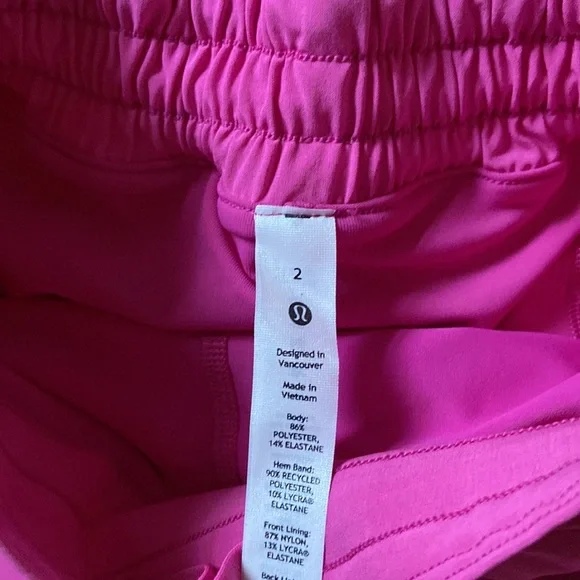 2
Designed in
Vancouver
Made in
Vietnam
Body:
86%
POLYESTER,
14% ELASTANE
Hem Band:
90% RECYCLED
POLYESTER,
10% LYCRA®
ELASTANE
Front Lining:
87% NYLON,
13% LYCRA®
ELASTANE
Back